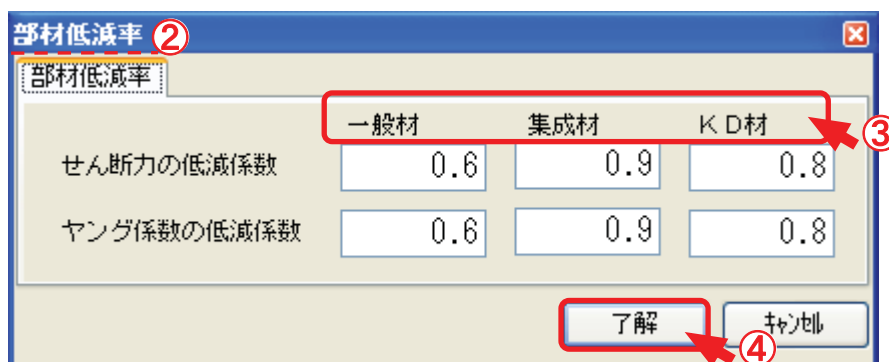 部材低減率 ②
部材低減率
一般材 集成材 KD材 ③
せん断力の低減係数 0.6 0.9 0.8
ヤング係数の低減係数 0.6 0.9 0.8
了解 ④ キャンセル